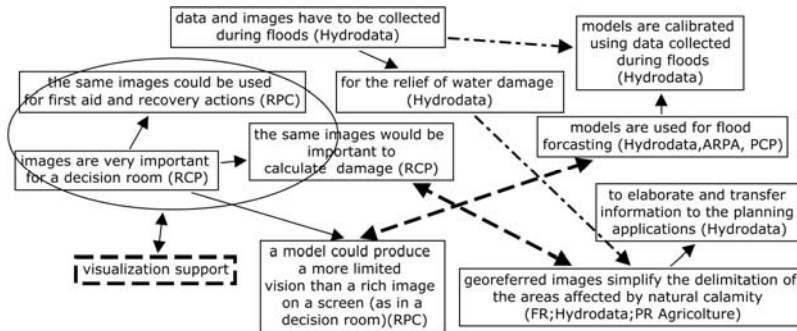 data and images have to be collected
during floods (Hydrodata)
models are calibrated
using data collected
during floods
(Hydrodata)
the same images could be used
for first aid and recovery actions (RPC)
for the relief of water damage
(Hydrodata)
the same images would be
important to
calculate damage (RCP)
models are used for flood
forcasting (Hydrodata,ARPA, PCP)
images are very important
for a decision room (RCP)
to elaborate and transfer
information to the planning
applications (Hydrodata)
visualization support
a model could produce
a more limited
vision than a rich image
on a screen (as in a
decision room)(RPC)
georeferred images simplify the delimitation of
the areas affected by natural calamity
(FR;Hydrodata;PR Agriculture)